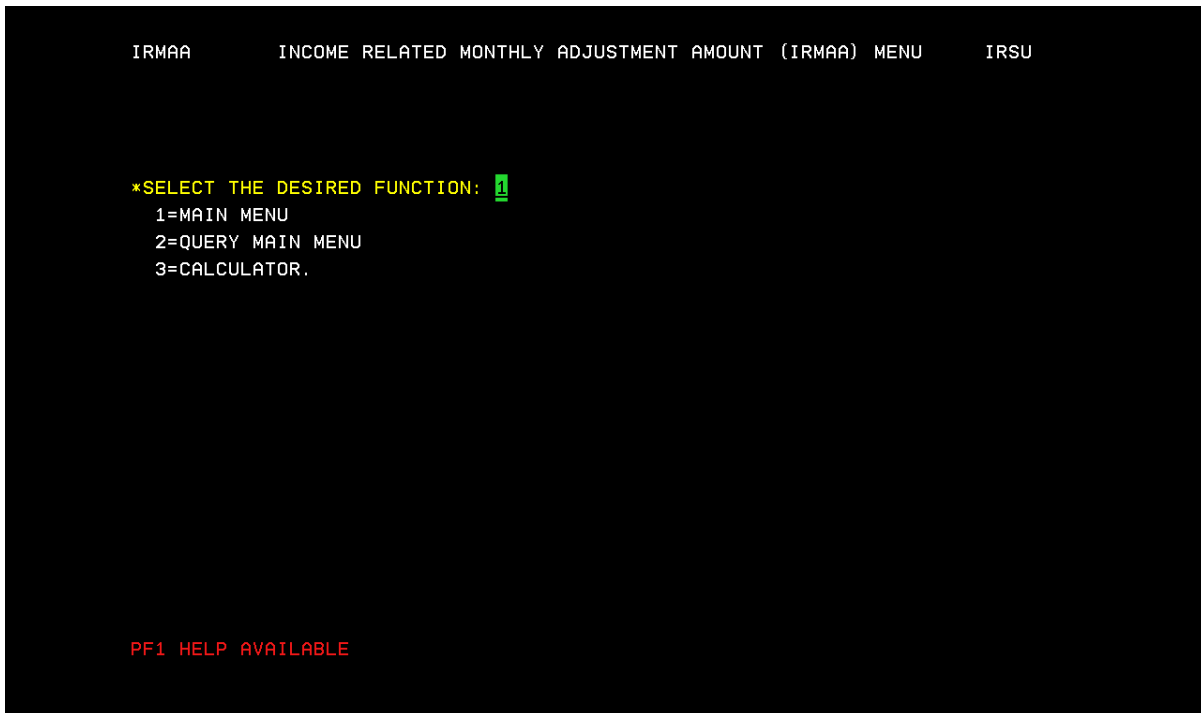 IRMAA INCOME RELATED MONTHLY ADJUSTMENT AMOUNT (IRMAA) MENU IRSU
*SELECT THE DESIRED FUNCTION: 1
1=MAIN MENU
2=QUERY MAIN MENU
3=CALCULATOR.
PF1 HELP AVAILABLE